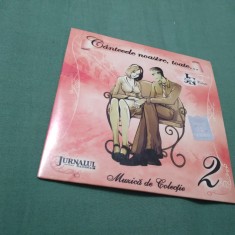 Cântecele noastre, toate...
JURNALUL
Muzică de Colecție
2